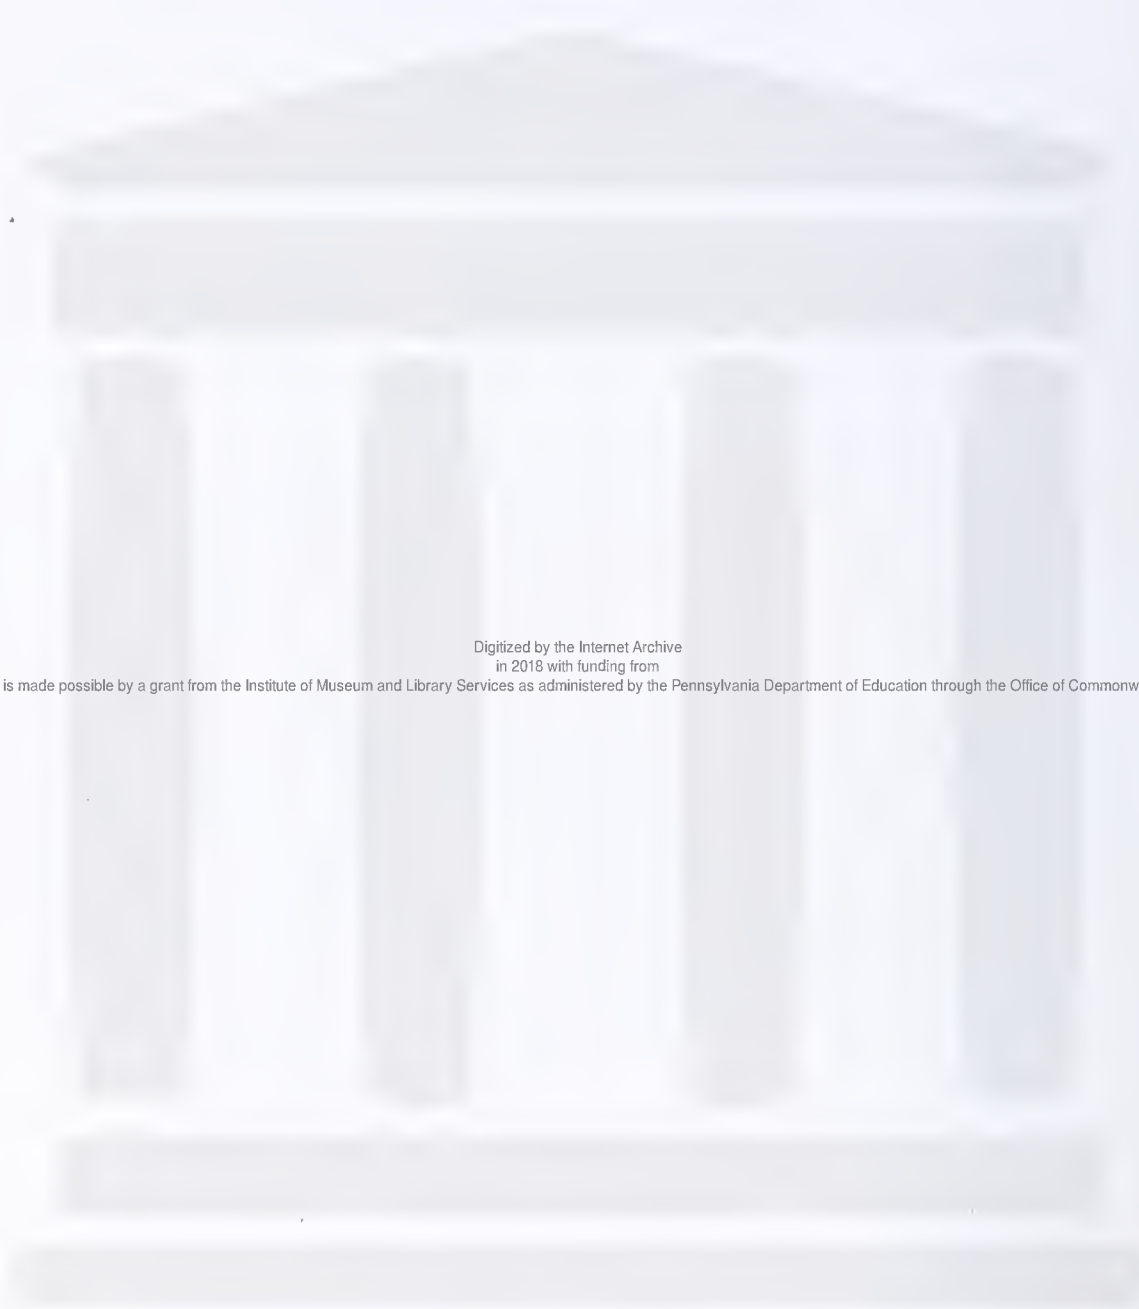 Digitized by the Internet Archive
in 2018 with funding from
is made possible by a grant from the Institute of Museum and Library Services as administered by the Pennsylvania Department of Education through the Office of Commonw